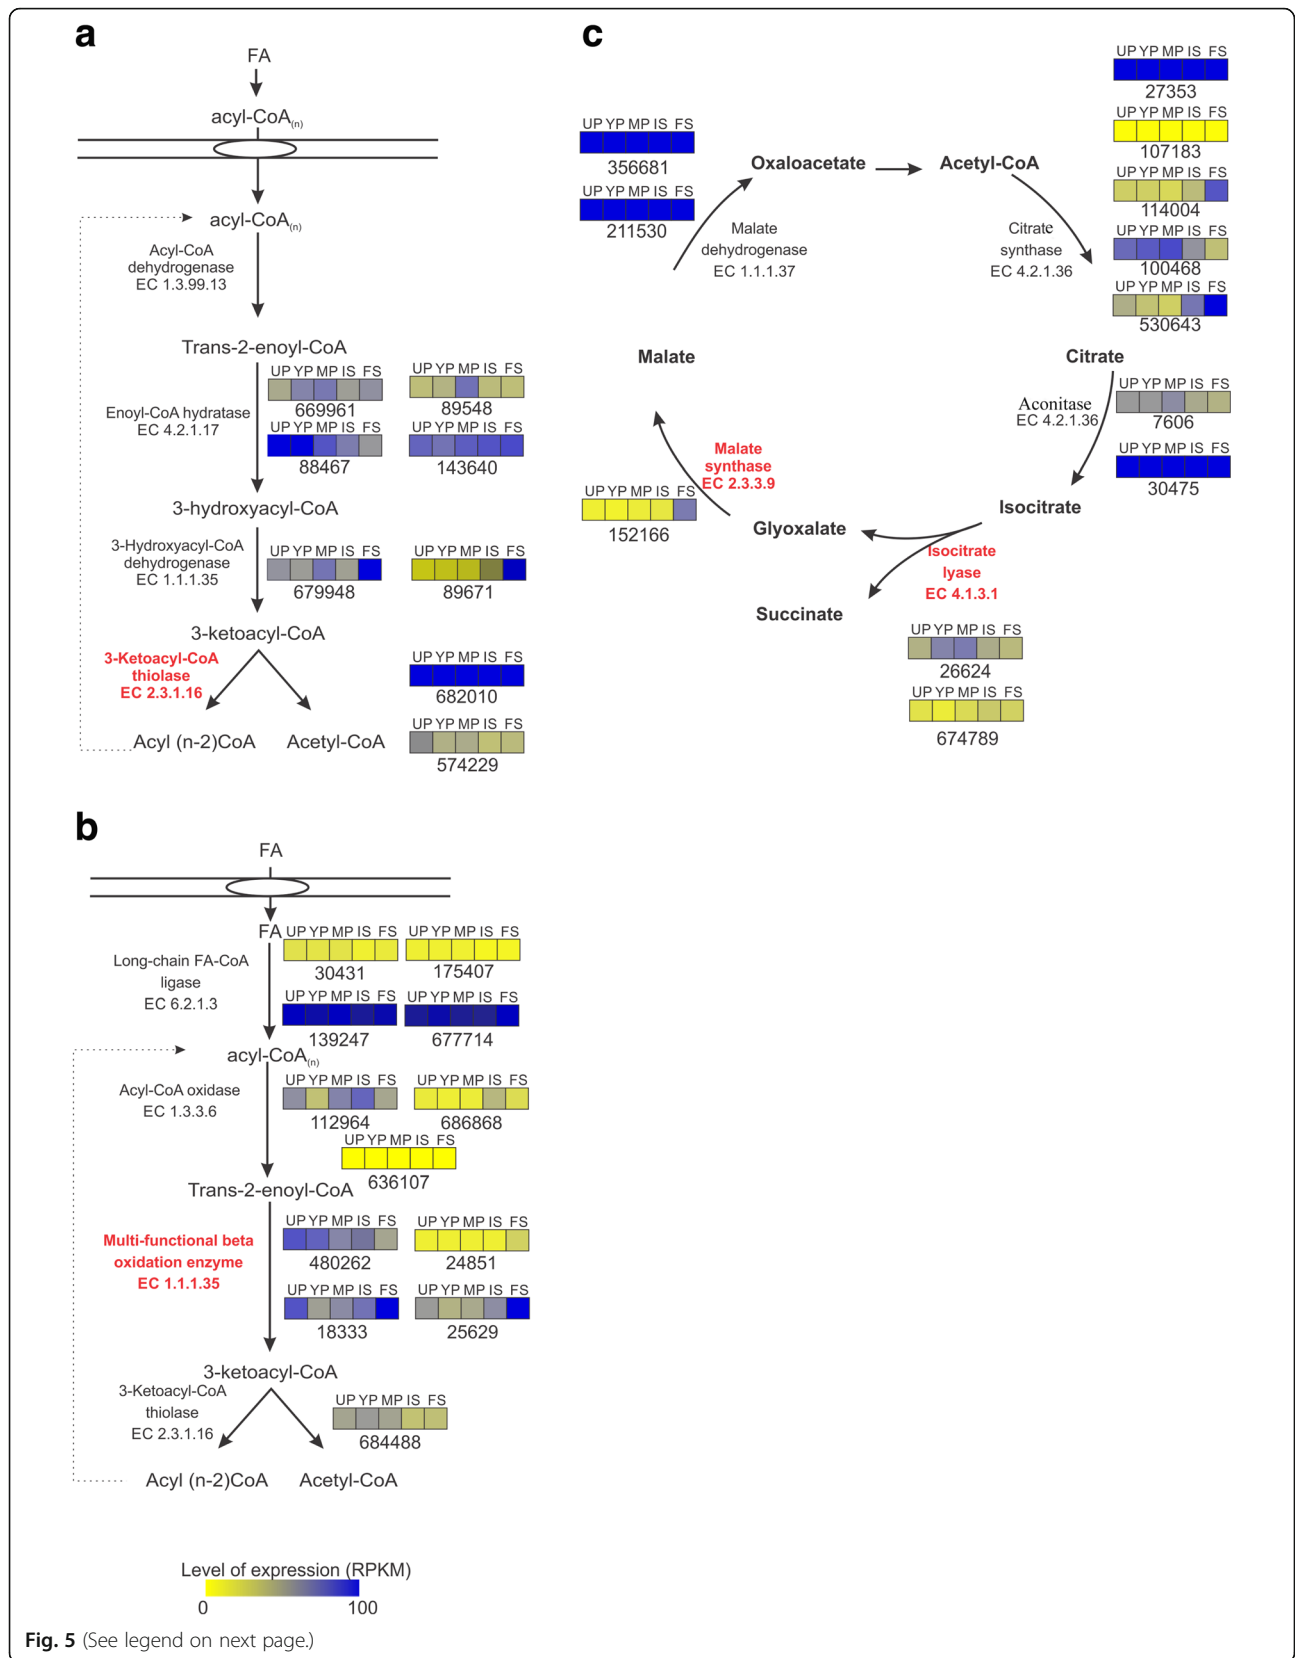 a
FA
acyl-CoA(n)
acyl-CoA(n)
Acyl-CoA
dehydrogenase
EC 1.3.99.13
Trans-2-enoyl-CoA
Enoyl-CoA hydratase
EC 4.2.1.17
UP YP MP IS FS
669961
UP YP MP IS FS
89548
UP YP MP IS FS
88467
UP YP MP IS FS
143640
3-hydroxyacyl-CoA
3-Hydroxyacyl-CoA
dehydrogenase
EC 1.1.1.35
UP YP MP IS FS
679948
UP YP MP IS FS
89671
3-ketoacyl-CoA
3-Ketoacyl-CoA
thiolase
EC 2.3.1.16
UP YP MP IS FS
682010
UP YP MP IS FS
574229
Acyl (n-2)CoA
Acetyl-CoA
b
FA
FA
Long-chain FA-CoA
ligase
EC 6.2.1.3
UP YP MP IS FS
30431
UP YP MP IS FS
175407
UP YP MP IS FS
139247
UP YP MP IS FS
677714
acyl-CoA(n)
Acyl-CoA oxidase
EC 1.3.3.6
UP YP MP IS FS
112964
UP YP MP IS FS
686868
UP YP MP IS FS
636107
Trans-2-enoyl-CoA
Multi-functional beta
oxidation enzyme
EC 1.1.1.35
UP YP MP IS FS
480262
UP YP MP IS FS
24851
UP YP MP IS FS
18333
UP YP MP IS FS
25629
3-ketoacyl-CoA
3-Ketoacyl-CoA
thiolase
EC 2.3.1.16
UP YP MP IS FS
684488
Acyl (n-2)CoA
Acetyl-CoA
c
UP YP MP IS FS
356681
UP YP MP IS FS
211530
Oxaloacetate
Acetyl-CoA
Malate
dehydrogenase
EC 1.1.1.37
Citrate
synthase
EC 4.2.1.36
UP YP MP IS FS
27353
UP YP MP IS FS
107183
UP YP MP IS FS
114004
UP YP MP IS FS
100468
UP YP MP IS FS
530643
Malate
Citrate
Aconitase
EC 4.2.1.36
UP YP MP IS FS
7606
UP YP MP IS FS
30475
Malate
synthase
EC 2.3.3.9
UP YP MP IS FS
152166
Glyoxalate
Isocitrate
Isocitrate
lyase
EC 4.1.3.1
Succinate
UP YP MP IS FS
26624
UP YP MP IS FS
674789
Level of expression (RPKM)
0 100
Fig. 5 (See legend on next page.)